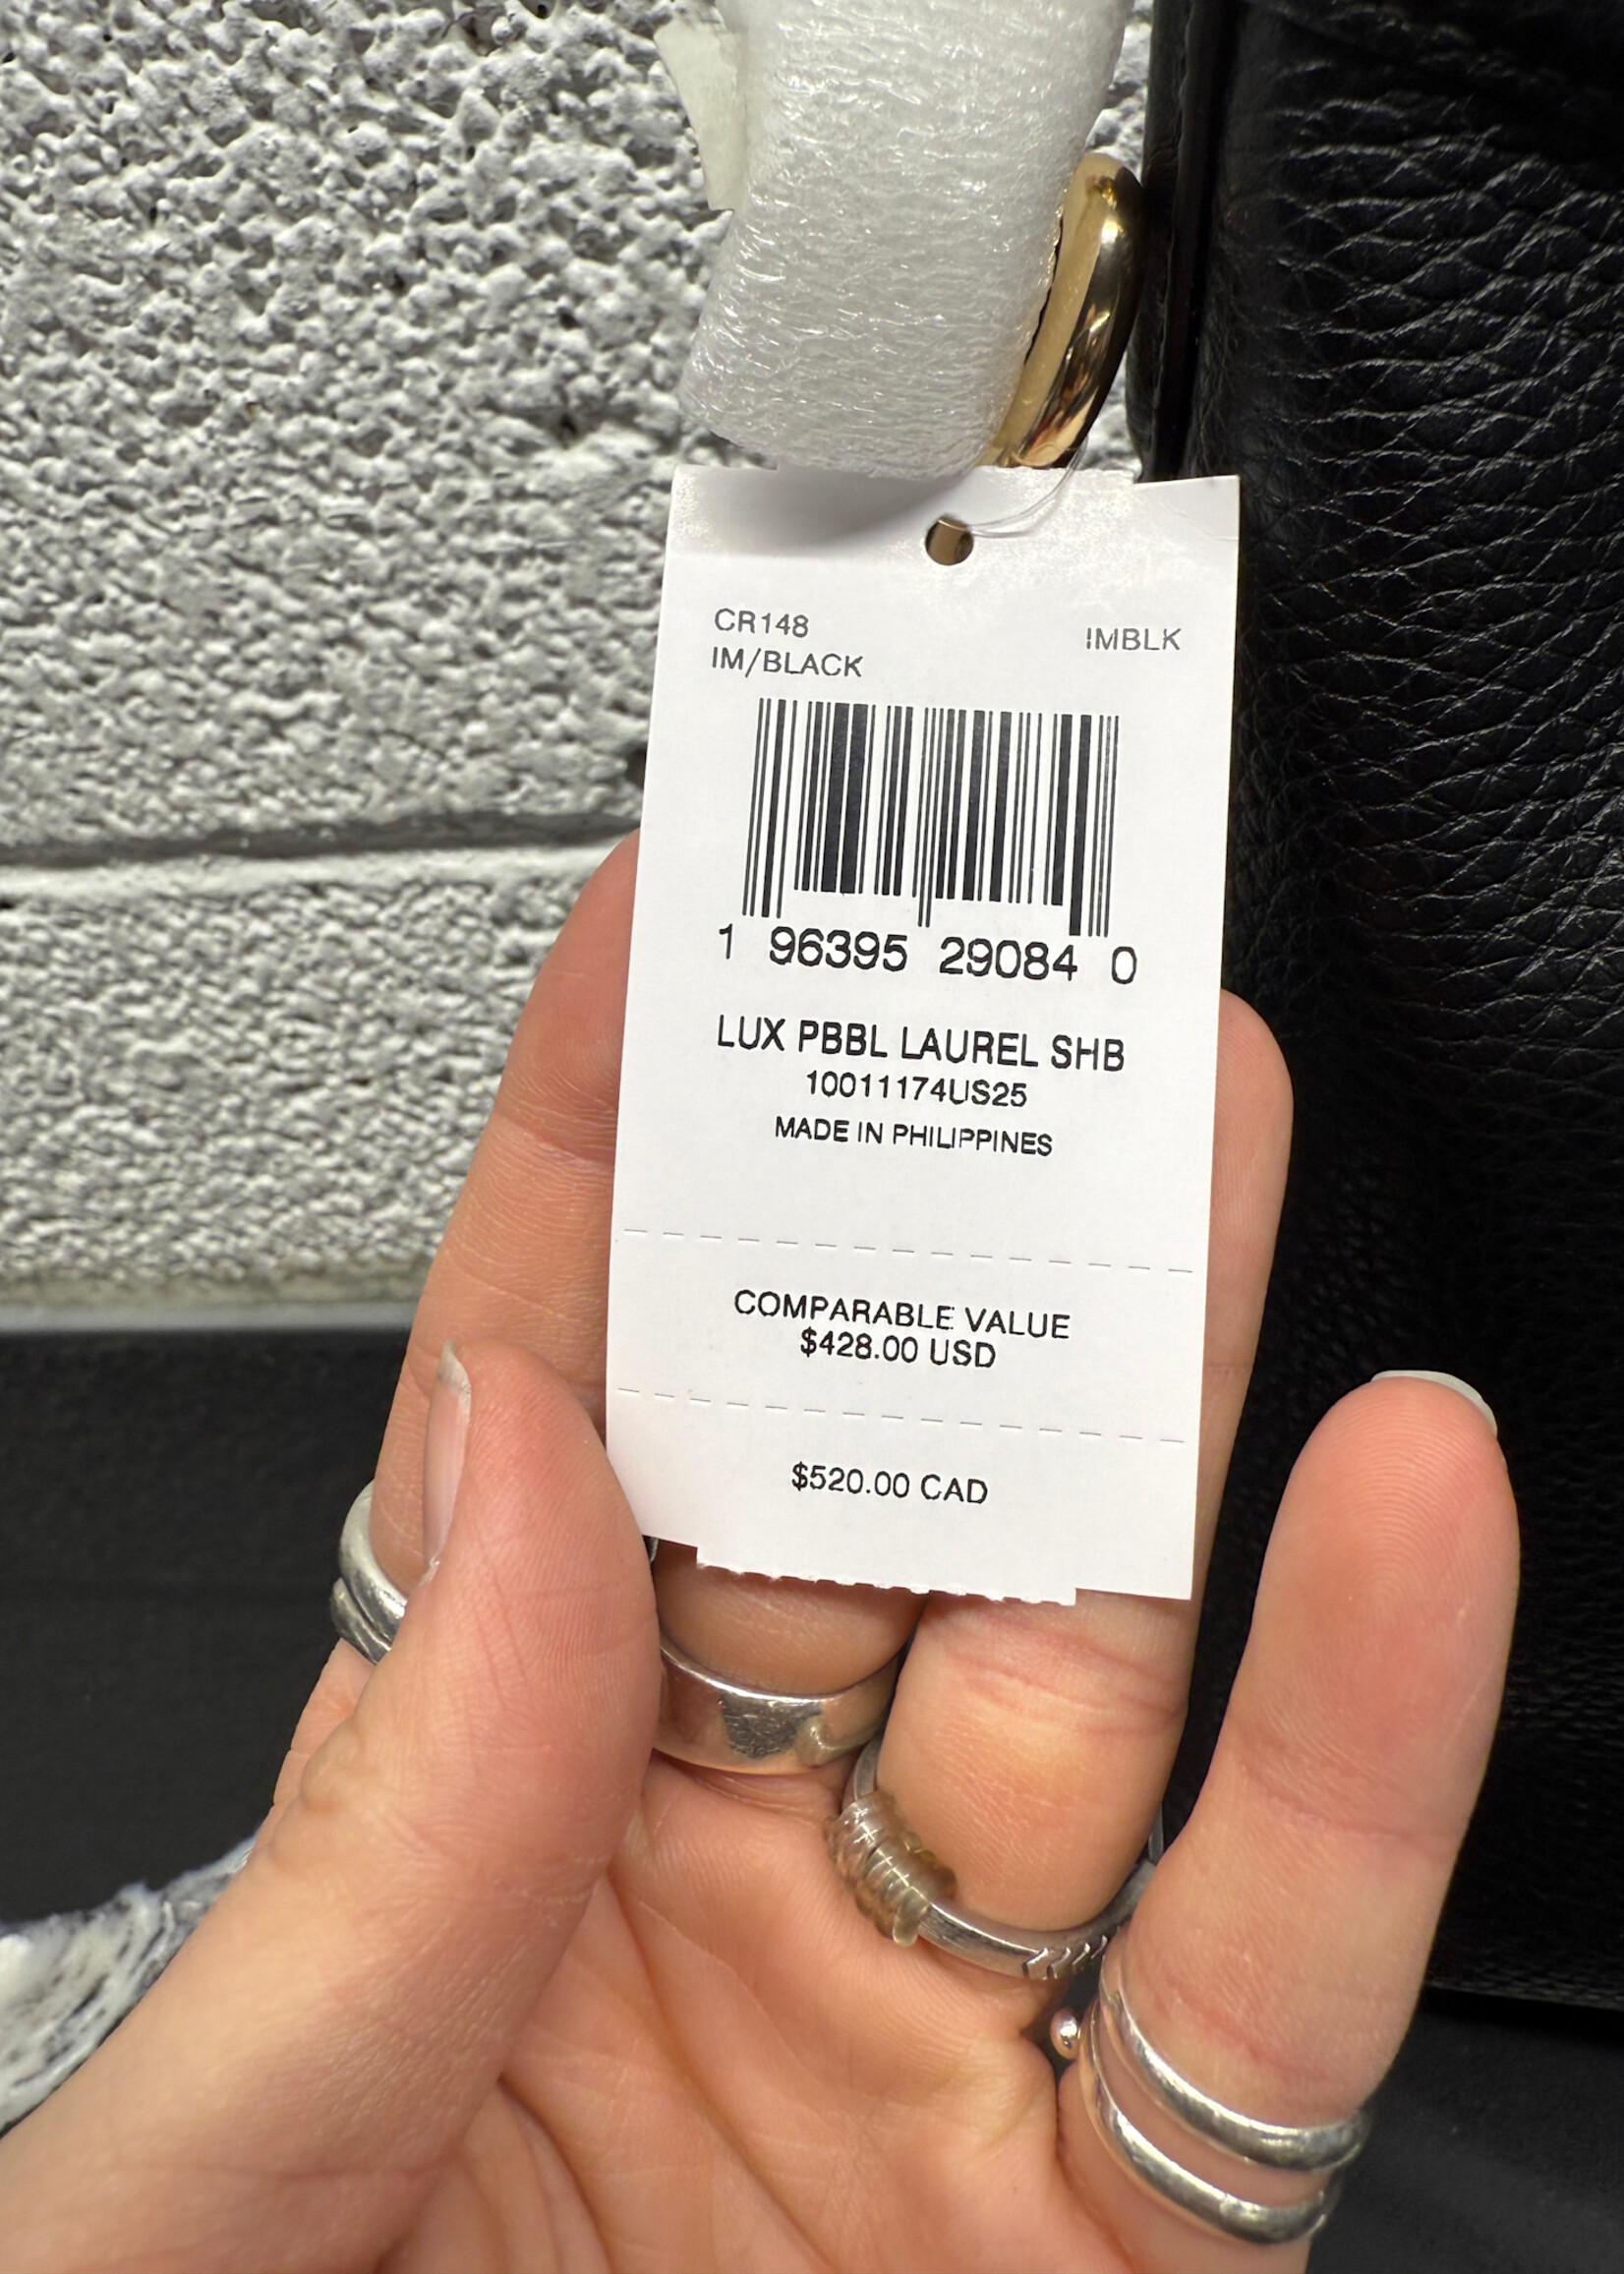 CR148 IMBLK
IM/BLACK
1 96395 29084 0
LUX PBBL LAUREL SHB
10011174US25
MADE IN PHILIPPINES
COMPARABLE VALUE
$428.00 USD
$520.00 CAD